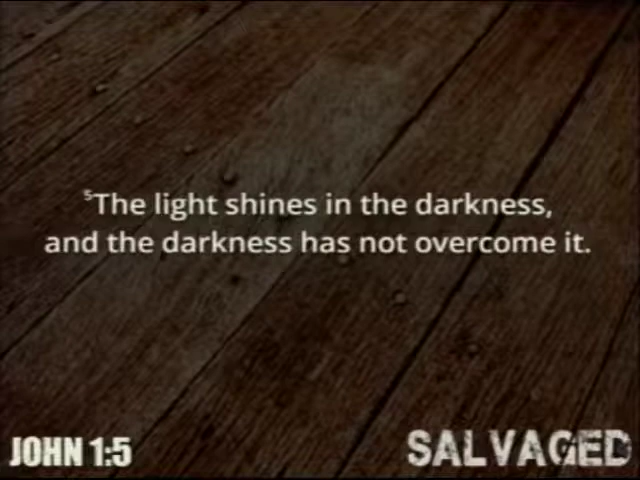 ⁵The light shines in the darkness,
and the darkness has not overcome it.
JOHN 1:5
SALVAGED